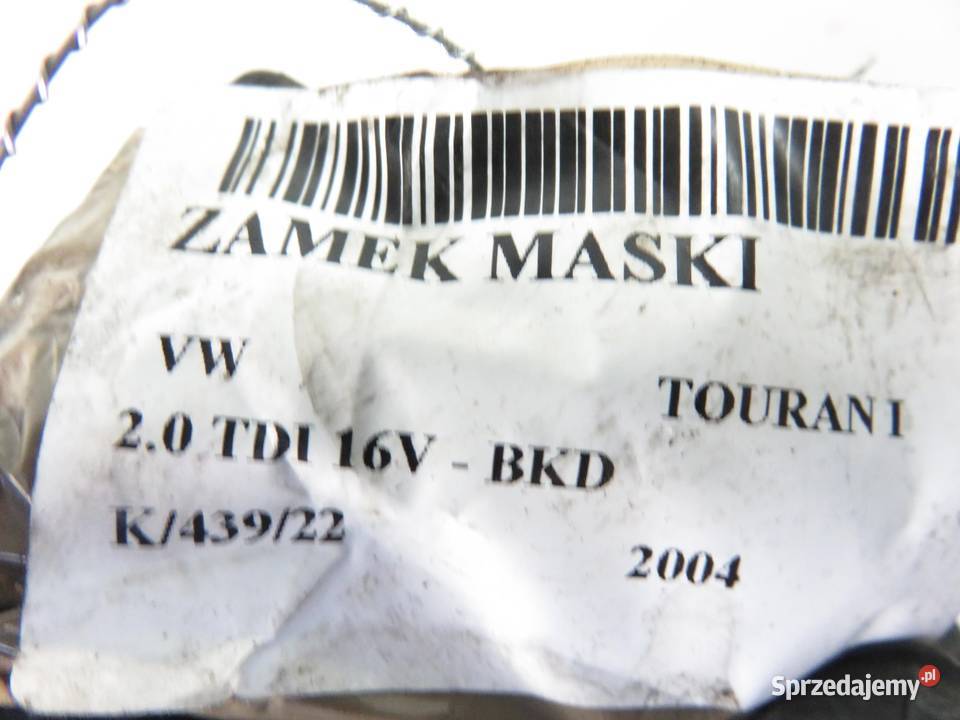 ZAMEK MASKI
VW
TOURAN I
2.0 TDI 16V - BKD
K/439/22
2004
Sprzedajemy.pl